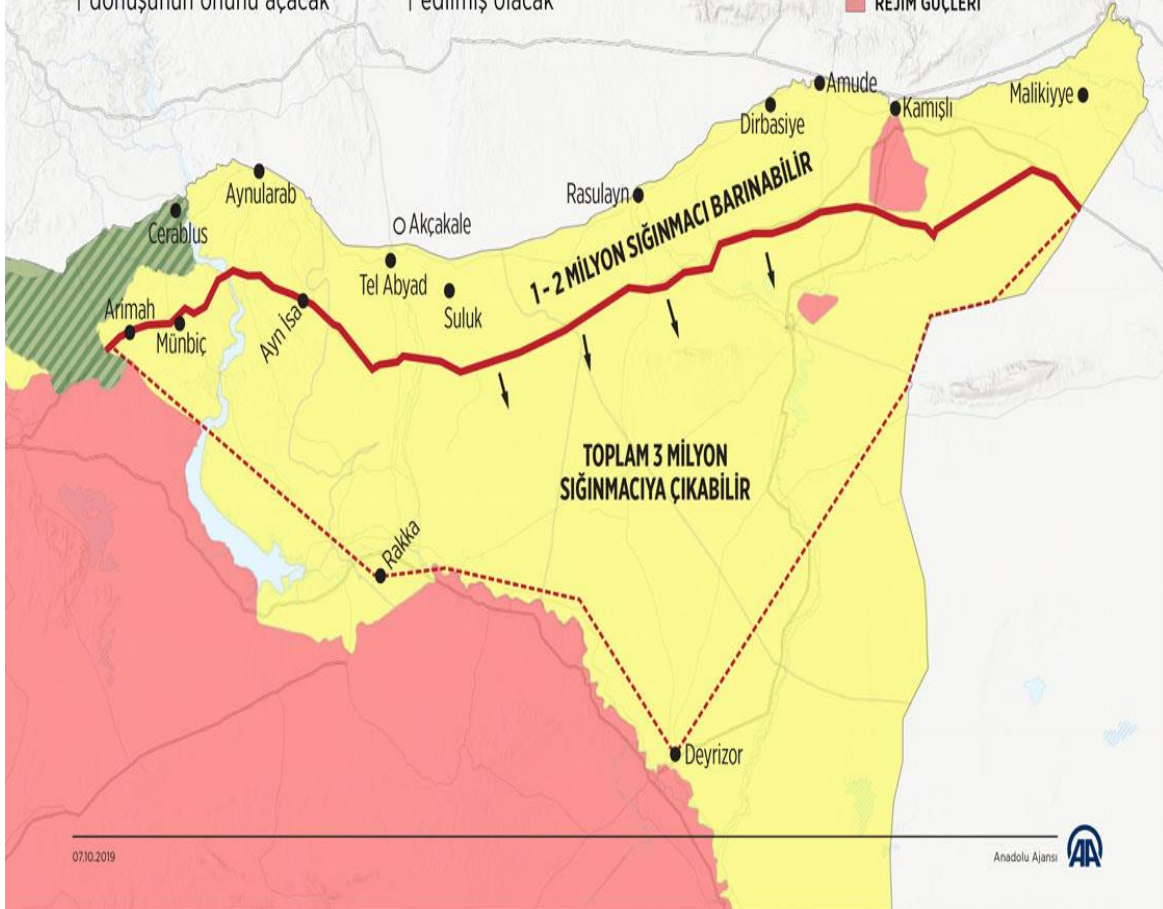 dönüşünün önünü açacak
edilmiş olacak
REJİM GÜÇLERİ
Amude
Kamışlı
Malikiyye
Dirbasiye
Aynularab
Rasulayn
1 - 2 MİLYON SIĞINMACI BARINABİLİR
Cerablus
Akçakale
Tel Abyad
Suluk
Arimah
Münbiç
Ayn İsa
TOPLAM 3 MİLYON
SIĞINMACIYA ÇIKABİLİR
Rakka
Deyrizor
07.10.2019
Anadolu Ajansı
AA